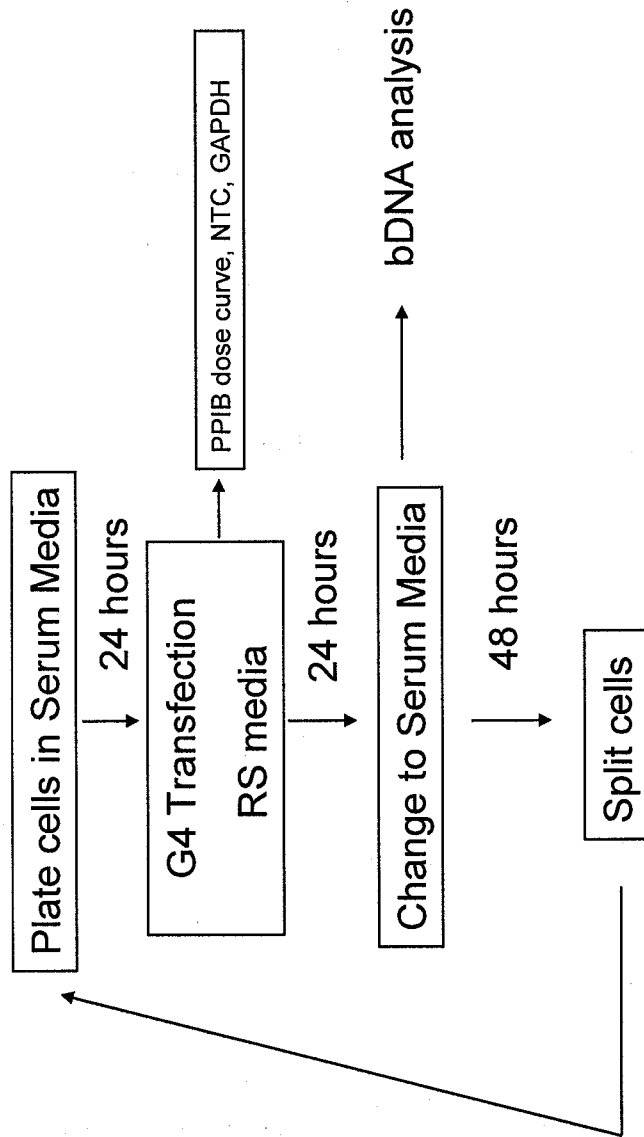 Plate cells in Serum Media
24 hours
G4 Transfection
RS media
PPIB dose curve, NTC, GAPDH
24 hours
Change to Serum Media
bDNA analysis
48 hours
Split cells